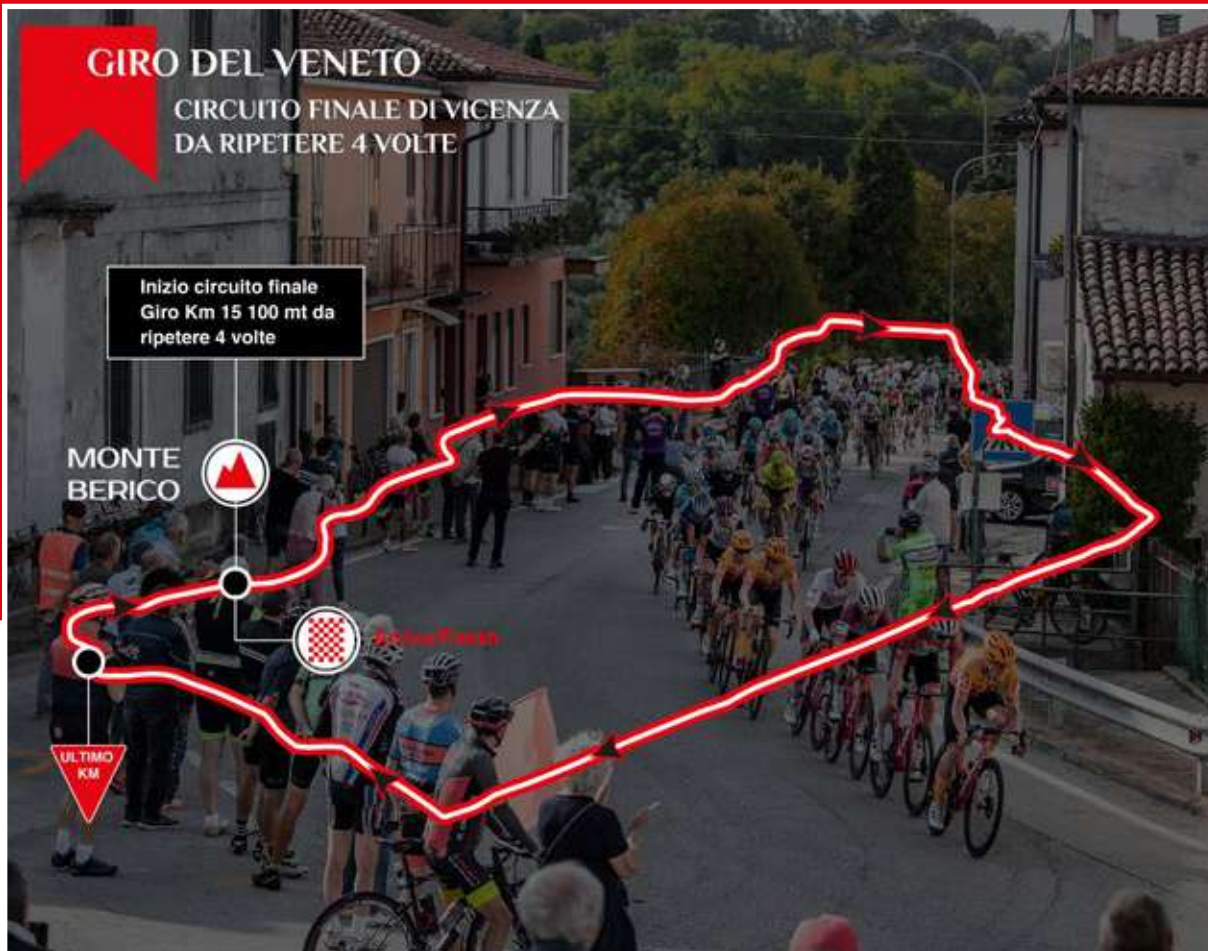 GIRO DEL VENETO
CIRCUITO FINALE DI VICENZA
DA RIPETERE 4 VOLTE
Inizio circuito finale
Giro Km 15 100 mt da
ripetere 4 volte
MONTE
BERICO
ULTIMO
KM